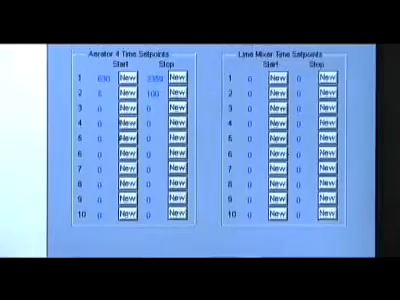 Aerator 4 Time Setpoints
Start Stop
1 630 New 2359 New
2 5 New 100 New
3 0 New 0 New
4 0 New 0 New
5 0 New 0 New
6 0 New 0 New
7 0 New 0 New
8 0 New 0 New
9 0 New 0 New
10 0 New 0 New
Lime Mixer Time Setpoints
Start Stop
1 0 New 0 New
2 0 New 0 New
3 0 New 0 New
4 0 New 0 New
5 0 New 0 New
6 0 New 0 New
7 0 New 0 New
8 0 New 0 New
9 0 New 0 New
10 0 New 0 New